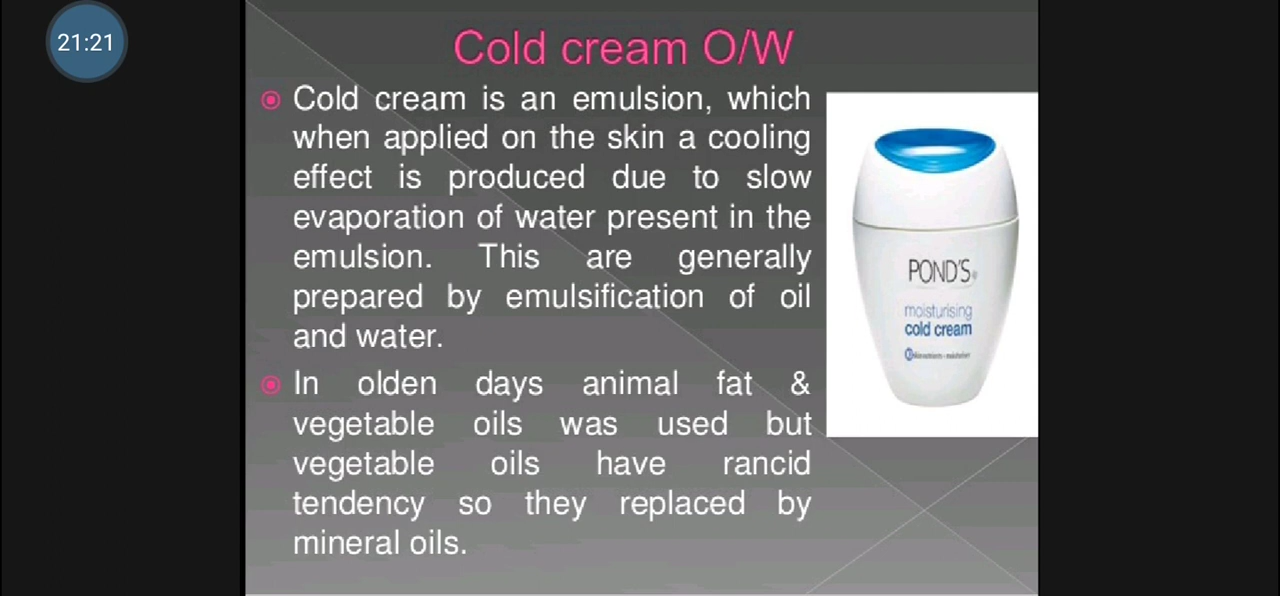 21:21
Cold cream O/W
Cold cream is an emulsion, which
when applied on the skin a cooling
effect is produced due to slow
evaporation of water present in the
emulsion. This are generally
prepared by emulsification of oil
and water.
In olden days animal fat &
vegetable oils was used but
vegetable oils have rancid
tendency so they replaced by
mineral oils.
POND'S
moisturising
cold cream